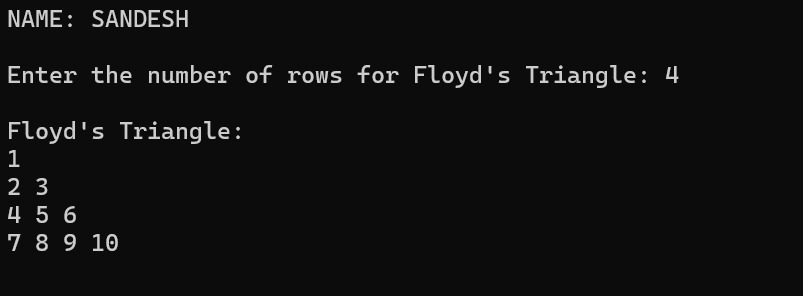 NAME: SANDESH
Enter the number of rows for Floyd's Triangle: 4
Floyd's Triangle:
1
2 3
4 5 6
7 8 9 10